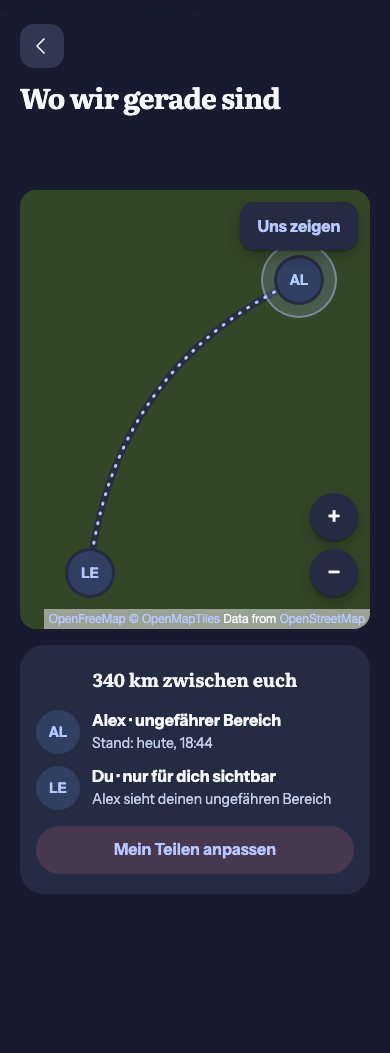 Wo wir gerade sind
Uns zeigen
AL
LE
+
−
OpenFreeMap © OpenMapTiles Data from OpenStreetMap
340 km zwischen euch
AL
Alex · ungefährer Bereich
Stand: heute, 18:44
LE
Du · nur für dich sichtbar
Alex sieht deinen ungefähren Bereich
Mein Teilen anpassen